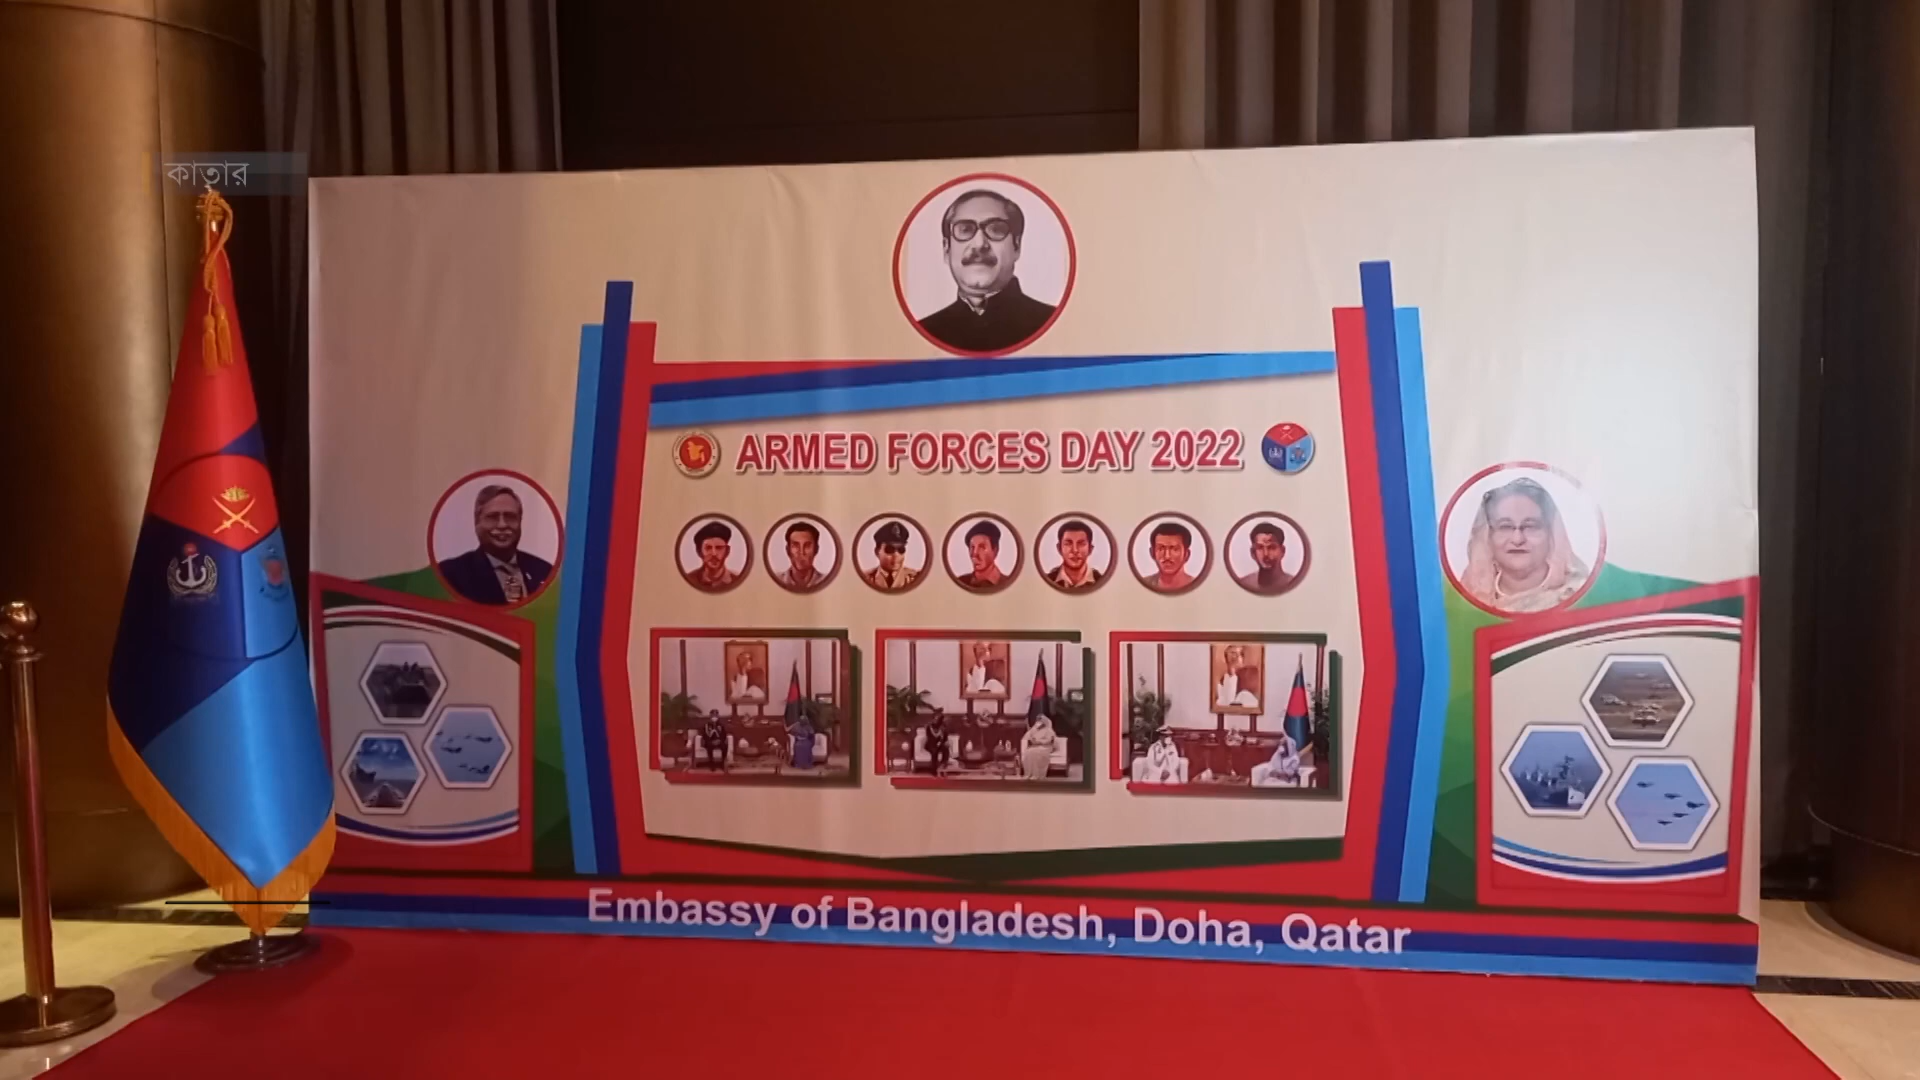 কাতার
ARMED FORCES DAY 2022
Embassy of Bangladesh, Doha, Qatar